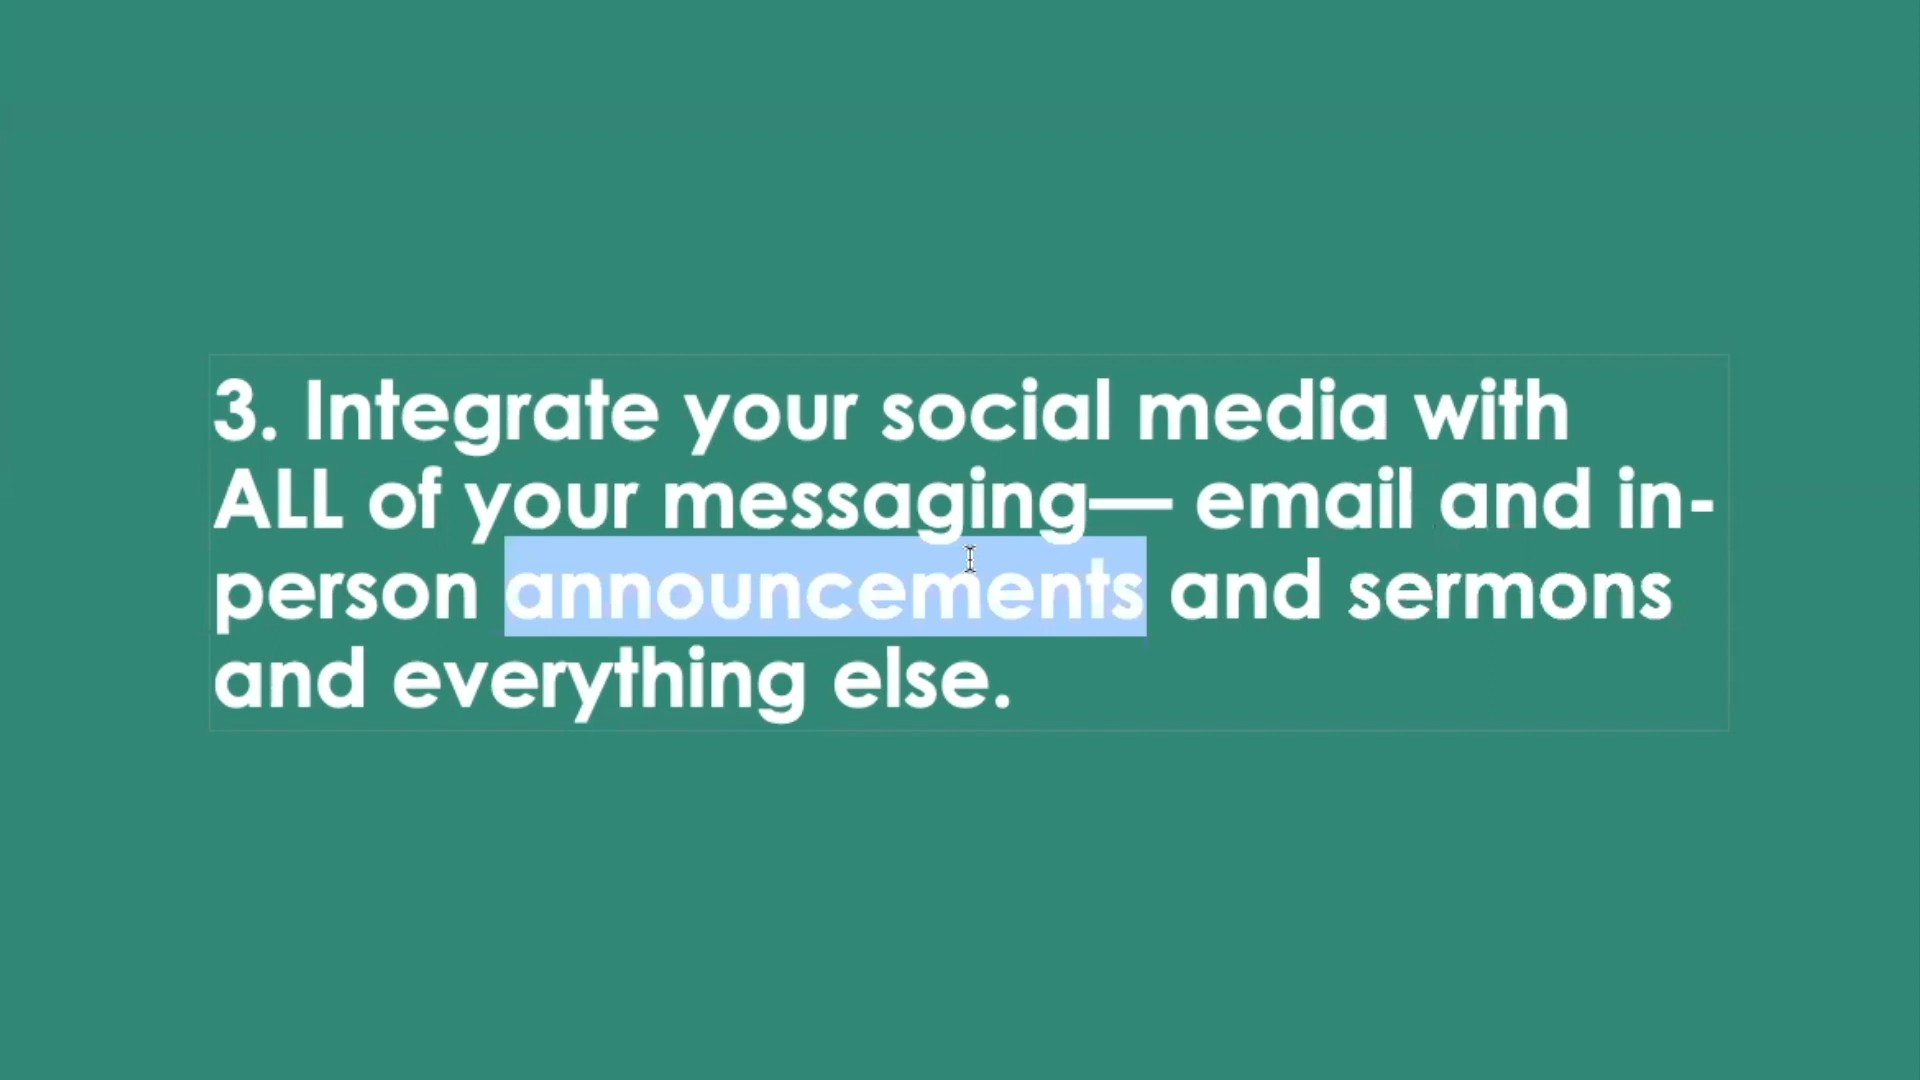 3. Integrate your social media with
ALL of your messaging— email and in-
person announcements and sermons
and everything else.